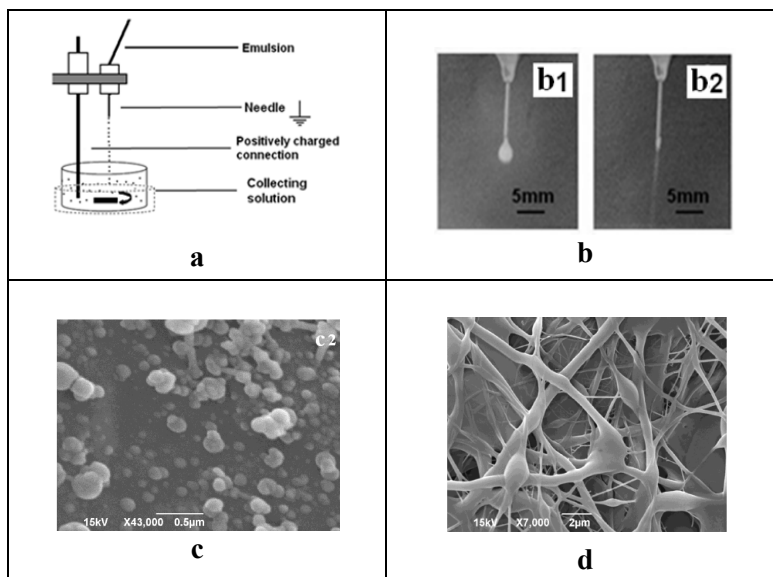 Emulsion
Needle
Positively charged
connection
Collecting
solution
a
b1
5mm
b2
5mm
b
c2
15kV X43,000 0.5µm
c
15kV X7,000 2µm
d